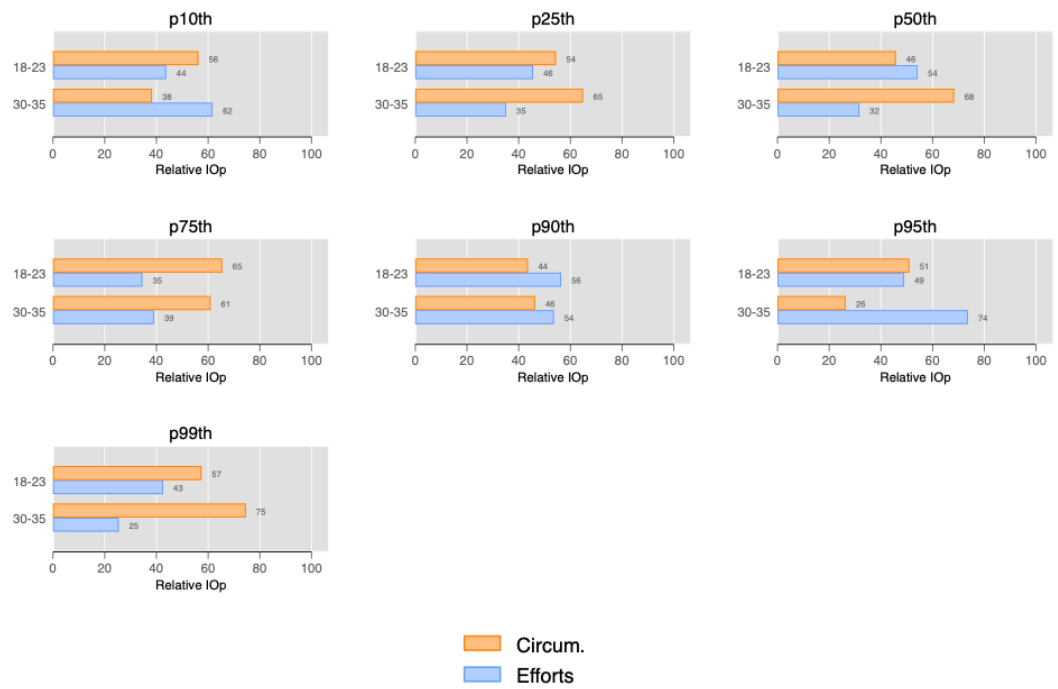 p10th
18-23
56
44
30-35
38
62
0 20 40 60 80 100
Relative IOp
p25th
18-23
54
46
30-35
65
35
0 20 40 60 80 100
Relative IOp
p50th
18-23
46
54
30-35
68
32
0 20 40 60 80 100
Relative IOp
p75th
18-23
65
35
30-35
61
39
0 20 40 60 80 100
Relative IOp
p90th
18-23
44
56
30-35
46
54
0 20 40 60 80 100
Relative IOp
p95th
18-23
51
49
30-35
26
74
0 20 40 60 80 100
Relative IOp
p99th
18-23
57
43
30-35
75
25
0 20 40 60 80 100
Relative IOp
Circum.
Efforts